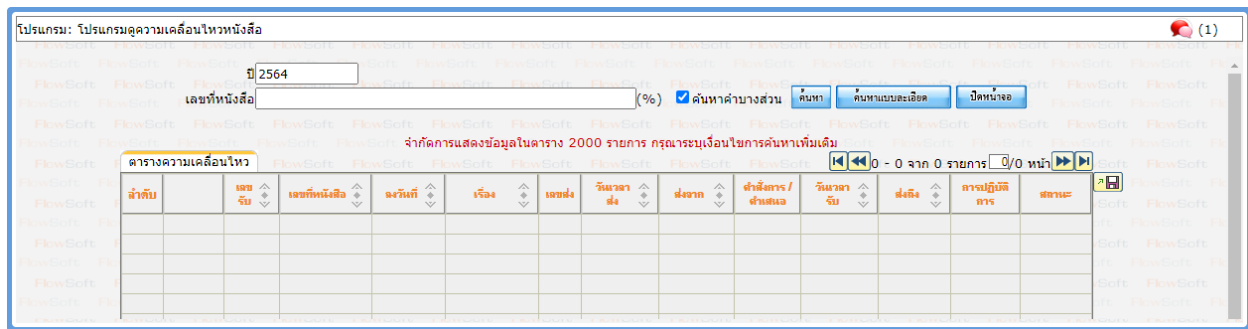 โปรแกรม: โปรแกรมดูความเคลื่อนไหวหนังสือ (1)
ปี 2564
เลขที่หนังสือ (%) ค้นหาคำบางส่วน ค้นหา ค้นหาแบบละเอียด ปิดหน้าจอ
จำกัดการแสดงข้อมูลในตาราง 2000 รายการ กรุณาระบุเงื่อนไขการค้นหาเพิ่มเติม
ตารางความเคลื่อนไหว 0 - 0 จาก 0 รายการ 0/0 หน้า
ลำดับ เลขรับ เลขที่หนังสือ ลงวันที่ เรื่อง เลขส่ง วันเวลาส่ง ส่งจาก คำสั่งการ / คำเสนอ วันเวลารับ ส่งถึง การปฏิบัติการ สถานะ
FlowSoft